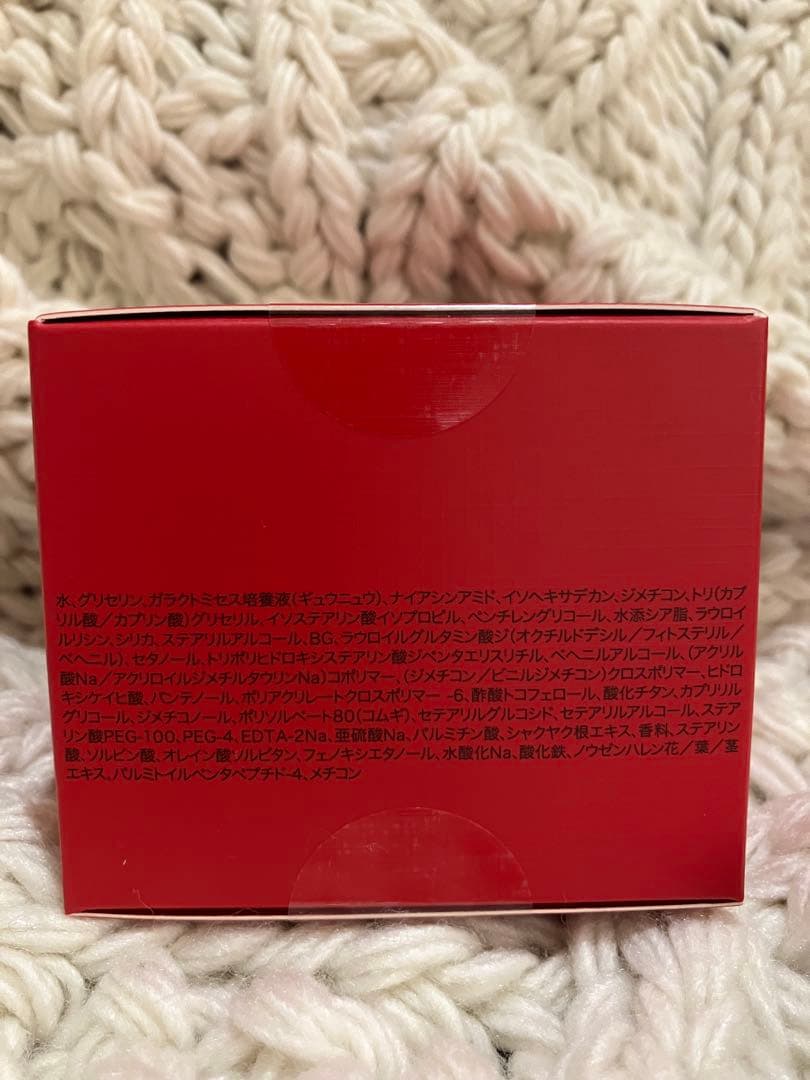 水、グリセリン、ガラクトミセス培養液(ギュウニュウ)、ナイアシンアミド、イソヘキサデカン、ジメチコン、トリ(カプ
リル酸／カプリン酸)グリセリル、イソステアリン酸イソプロピル、ペンチレングリコール、水添シア脂、ラウロイ
ルリシン、シリカ、ステアリルアルコール、BG、ラウロイルグルタミン酸ジ(オクチルドデシル／フィトステリル／
ベヘニル)、セタノール、トリポリヒドロキシステアリン酸ジペンタエリスリチル、ベヘニルアルコール、(アクリル
酸Na／アクリロイルジメチルタウリンNa)コポリマー、(ジメチコン／ビニルジメチコン)クロスポリマー、ヒドロ
キシケイヒ酸、パンテノール、ポリアクリレートクロスポリマー -6、酢酸トコフェロール、酸化チタン、カプリリル
グリコール、ジメチコノール、ポリソルベート80(コムギ)、セテアリルグルコシド、セテアリルアルコール、ステア
リン酸PEG-100、PEG-4、EDTA-2Na、亜硫酸Na、パルミチン酸、シャクヤク根エキス、香料、ステアリン
酸、ソルビン酸、オレイン酸ソルビタン、フェノキシエタノール、水酸化Na、酸化鉄、ノウゼンハレン花／葉／茎
エキス、パルミトイルペンタペプチド-4、メチコン